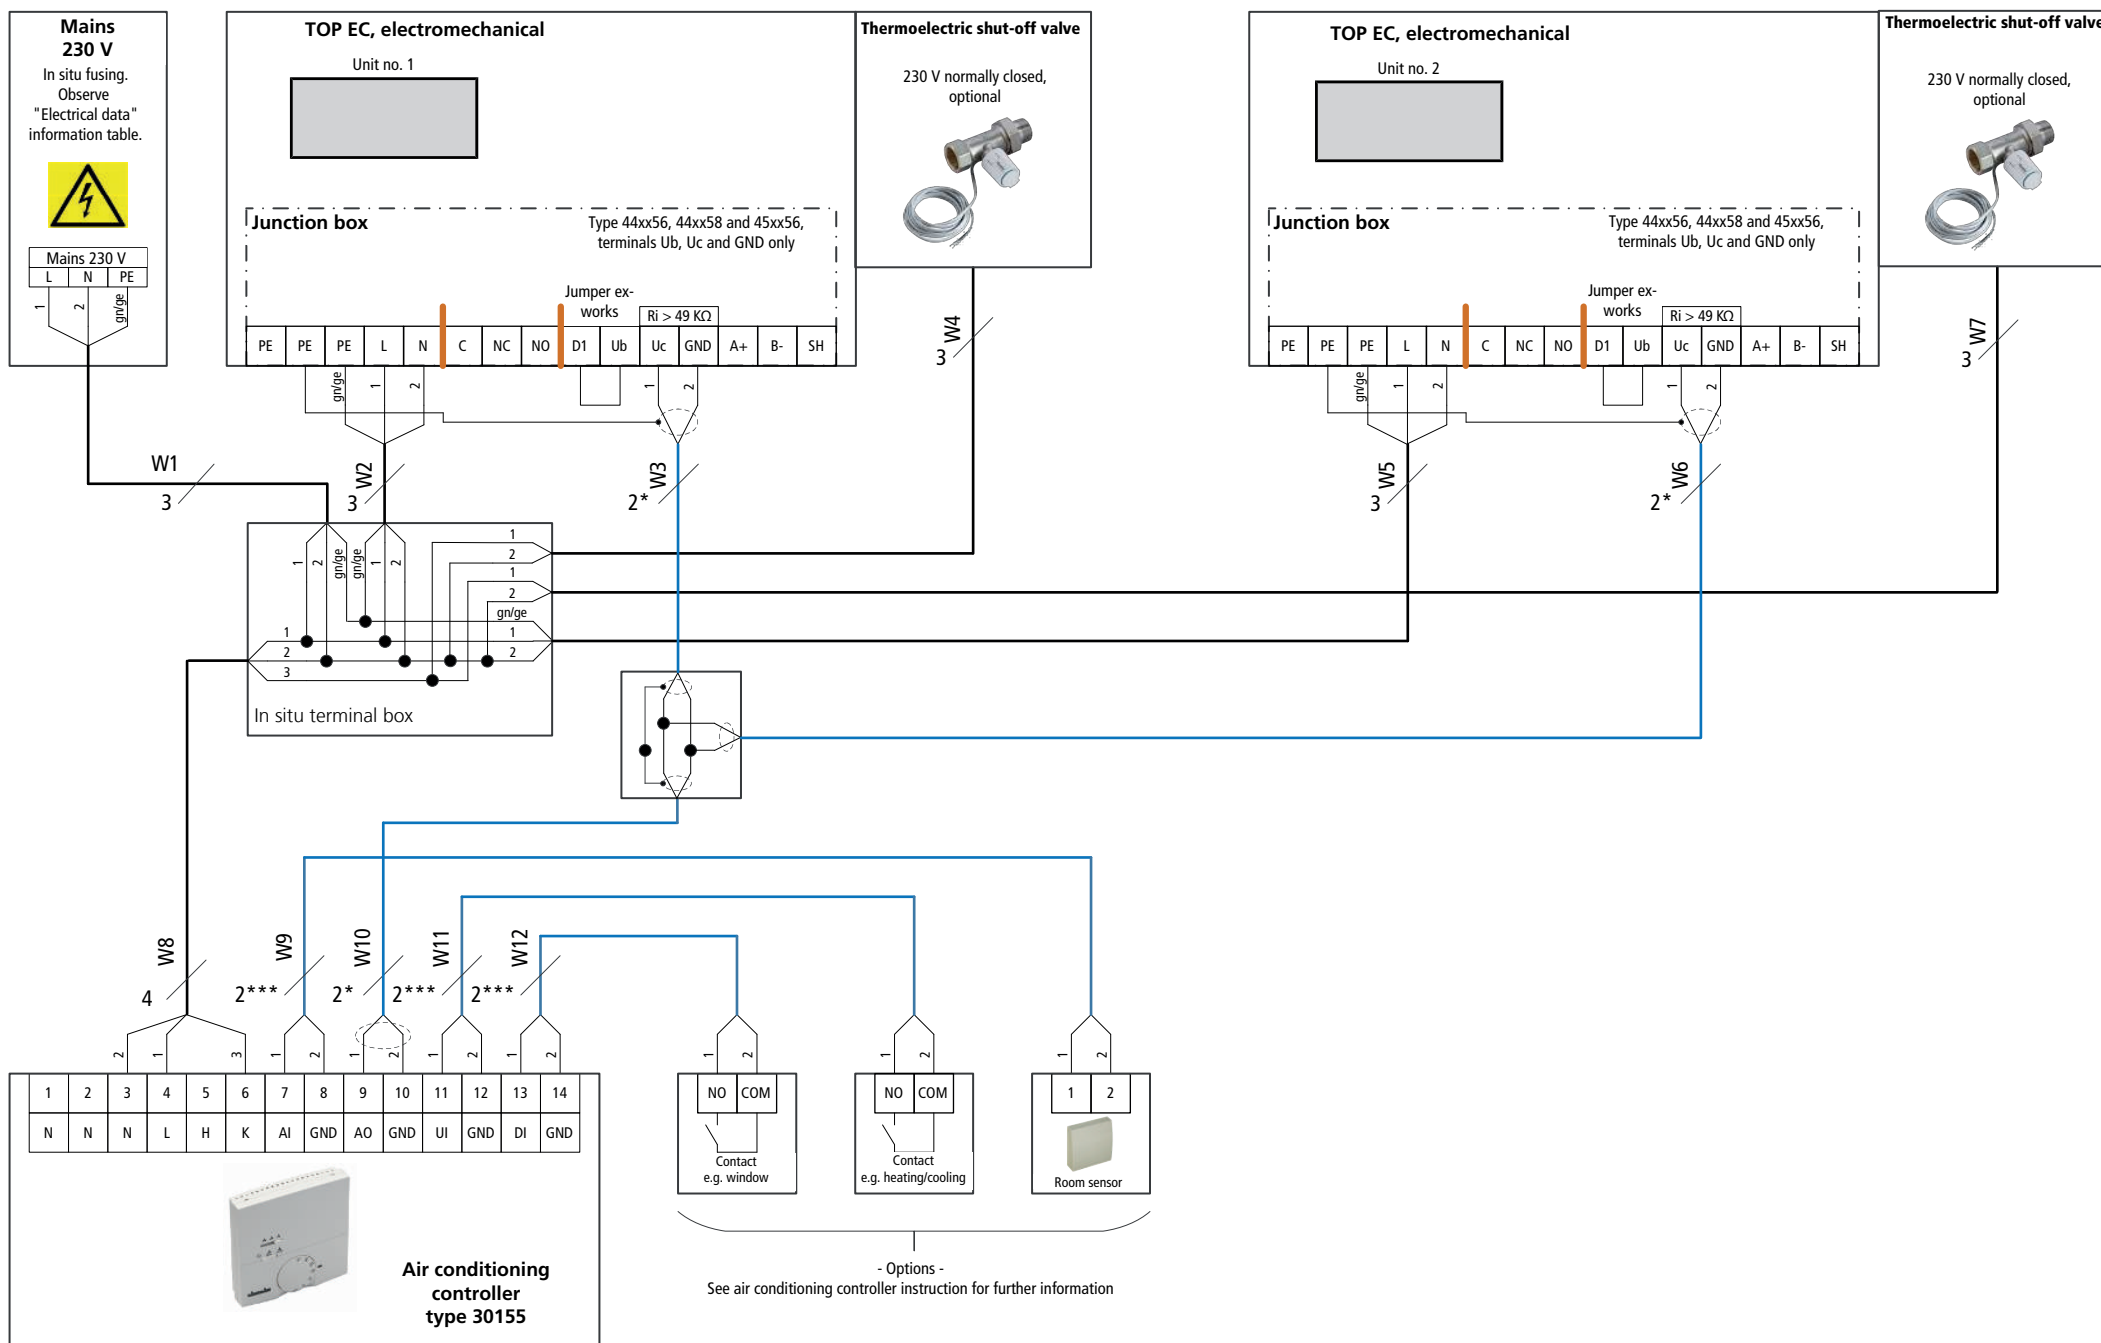 Mains
230 V
In situ fusing.
Observe
"Electrical data"
information table.
Mains 230 V
L N PE
1 2 gn/ge
TOP EC, electromechanical
Unit no. 1
Junction box
Type 44xx56, 44xx58 and 45xx56,
terminals Ub, Uc and GND only
Jumper ex-
works
Ri > 49 KΩ
PE PE PE L N C NC NO D1 Ub Uc GND A+ B- SH
gn/ge 1 2 1 2
Thermoelectric shut-off valve
230 V normally closed,
optional
TOP EC, electromechanical
Unit no. 2
Junction box
Type 44xx56, 44xx58 and 45xx56,
terminals Ub, Uc and GND only
Jumper ex-
works
Ri > 49 KΩ
PE PE PE L N C NC NO D1 Ub Uc GND A+ B- SH
gn/ge 1 2 1 2
Thermoelectric shut-off valve
230 V normally closed,
optional
W1
3
W2
3
W3
2*
W4
3
W5
3
W6
2*
W7
3
1 2 gn/ge gn/ge 1 2
1
2
1
2
gn/ge
1
2
1
2
3
In situ terminal box
W8
4
W9
2***
W10
2*
W11
2***
W12
2***
2 1 3 1 2 1 2 1 2 1 2
1 2 3 4 5 6 7 8 9 10 11 12 13 14
N N N L H K AI GND AO GND UI GND DI GND
Air conditioning
controller
type 30155
1 2
NO COM
Contact
e.g. window
1 2
NO COM
Contact
e.g. heating/cooling
1 2
1 2
Room sensor
- Options -
See air conditioning controller instruction for further information